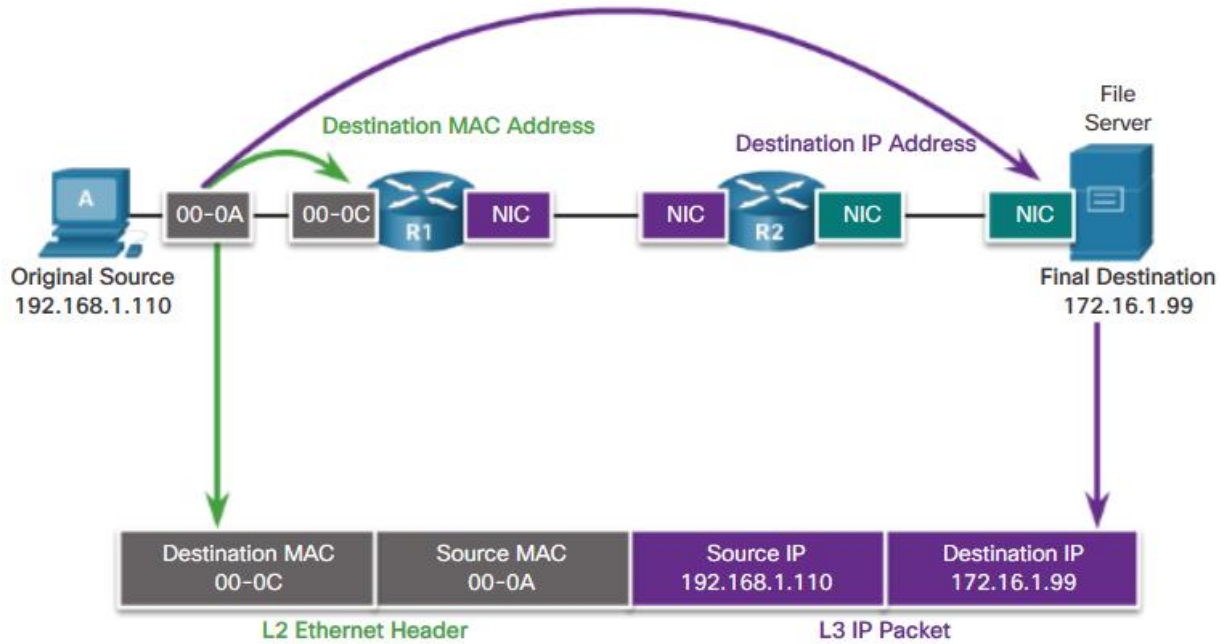 File
Server
Destination MAC Address
Destination IP Address
A
00-0A
00-0C
R1
NIC
NIC
R2
NIC
NIC
Original Source
192.168.1.110
Final Destination
172.16.1.99
Destination MAC
00-0C
Source MAC
00-0A
Source IP
192.168.1.110
Destination IP
172.16.1.99
L2 Ethernet Header
L3 IP Packet